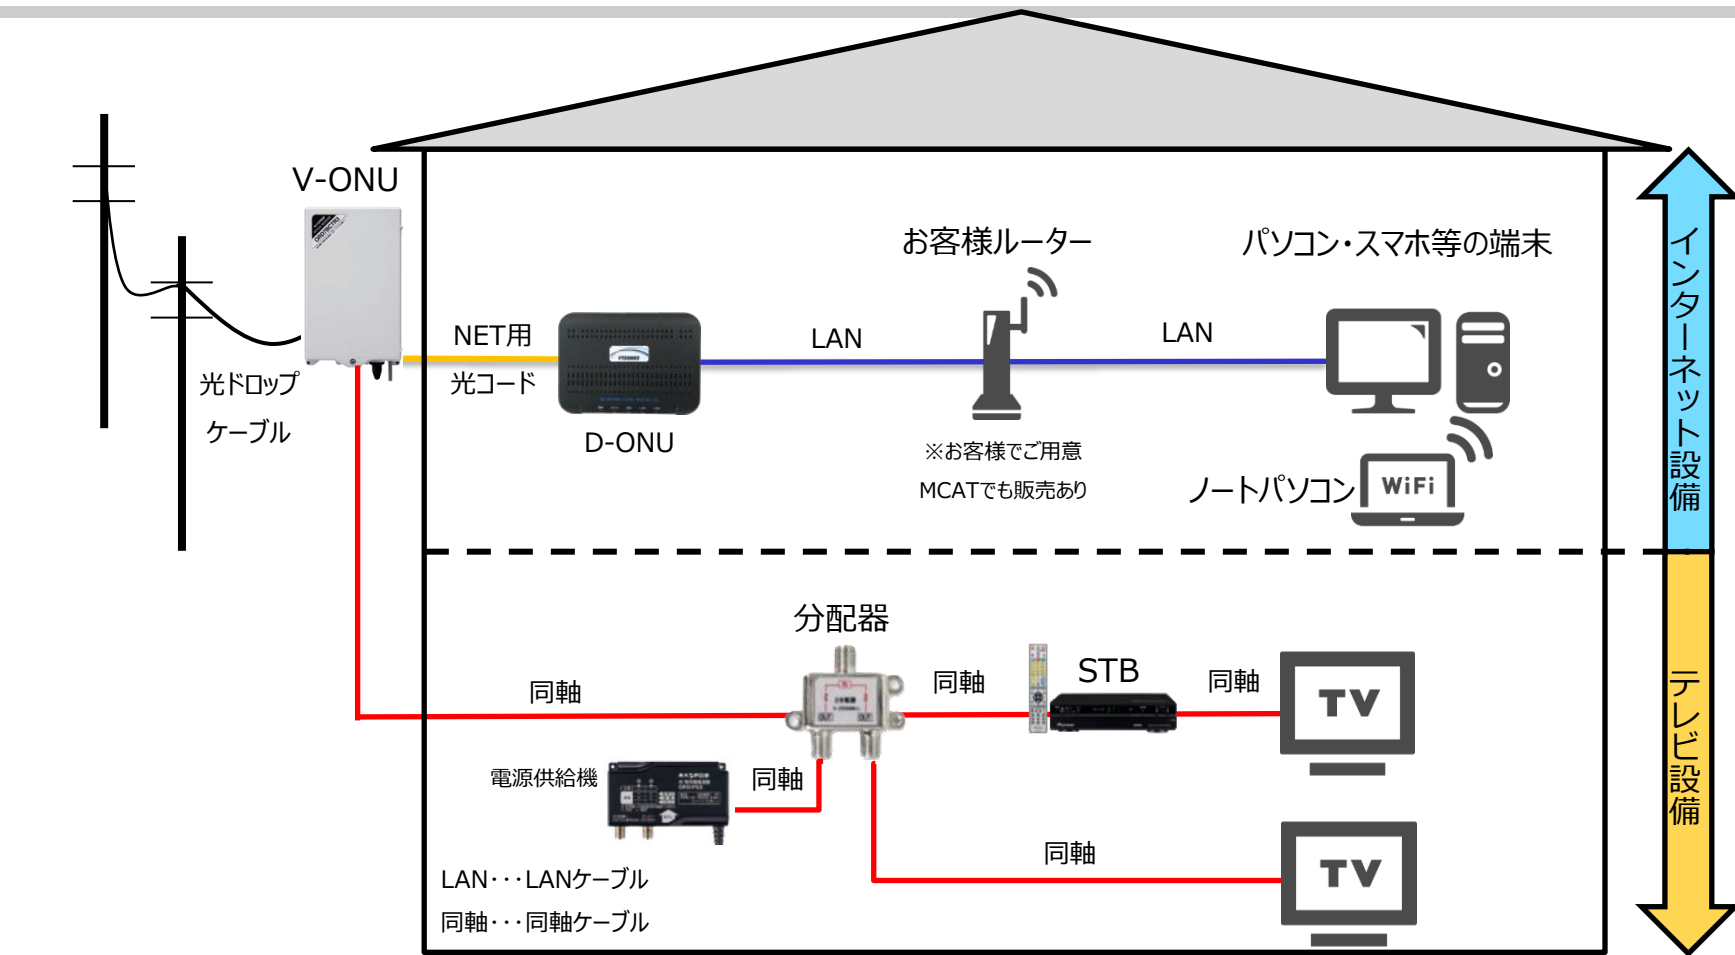 V-ONU
お客様ルーター
パソコン・スマホ等の端末
NET用
光コード
LAN
LAN
光ドロップ
ケーブル
D-ONU
※お客様でご用意
MCATでも販売あり
ノートパソコン
WiFi
インターネット設備
分配器
同軸
同軸
STB
同軸
TV
電源供給機
同軸
同軸
TV
テレビ設備
LAN・・・LANケーブル
同軸・・・同軸ケーブル